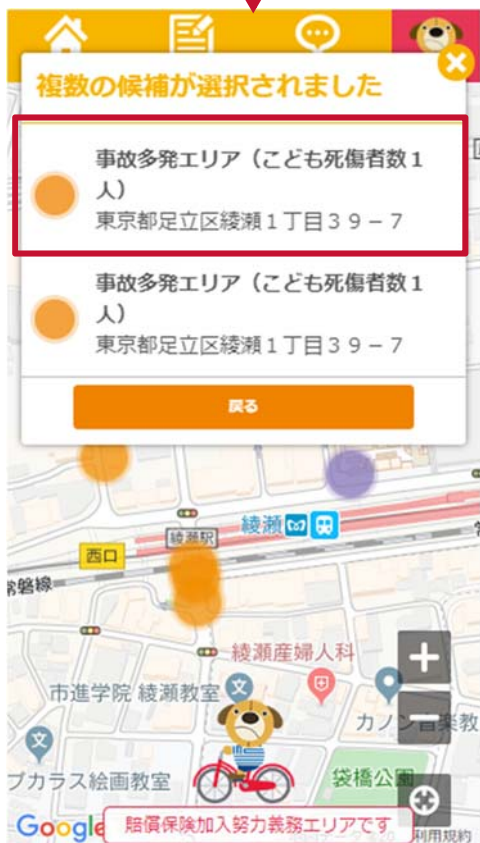 複数の候補が選択されました
事故多発エリア（こども死傷者数１
人）
東京都足立区綾瀬１丁目３９－７
事故多発エリア（こども死傷者数１
人）
東京都足立区綾瀬１丁目３９－７
戻る
綾瀬
綾瀬駅
西口
常磐線
綾瀬産婦人科
市進学院 綾瀬教室
カノン音楽教
プカラス絵画教室
袋橋公園
Google
賠償保険加入努力義務エリアです
利用規約